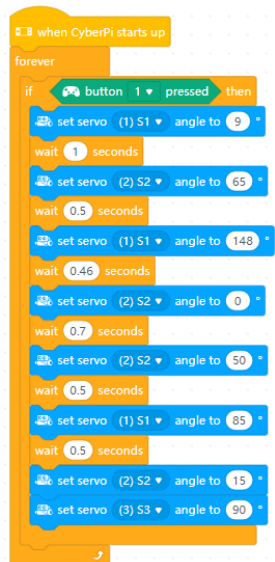 when CyberPi starts up
forever
if button 1 pressed then
set servo (1) S1 angle to 9 °
wait 1 seconds
set servo (2) S2 angle to 65 °
wait 0.5 seconds
set servo (1) S1 angle to 148 °
wait 0.46 seconds
set servo (2) S2 angle to 0 °
wait 0.7 seconds
set servo (2) S2 angle to 50 °
wait 0.5 seconds
set servo (1) S1 angle to 85 °
wait 0.5 seconds
set servo (2) S2 angle to 15 °
set servo (3) S3 angle to 90 °